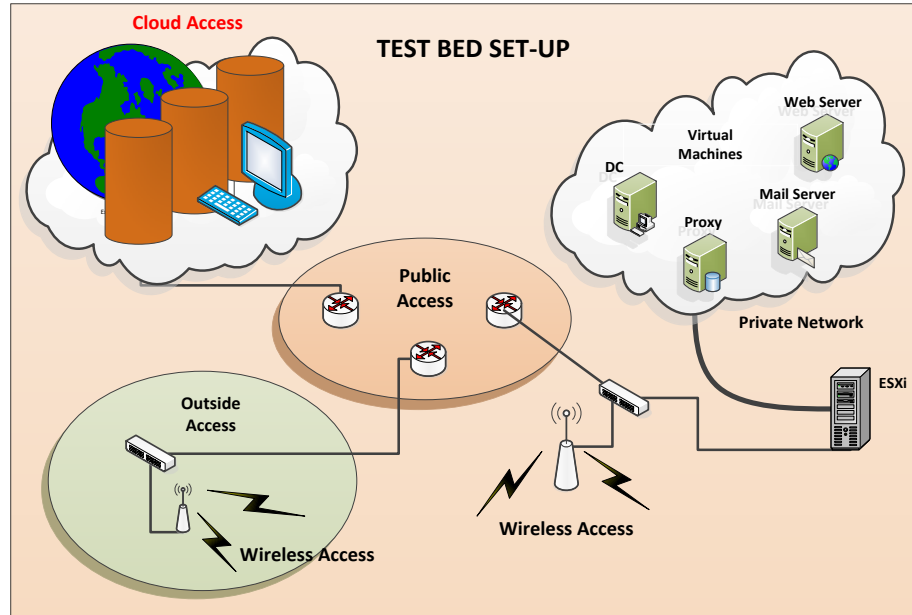 Cloud Access
TEST BED SET-UP
Web Server
Virtual
Machines
DC
Mail Server
Proxy
Public
Access
Private Network
ESXi
Outside
Access
Wireless Access
Wireless Access